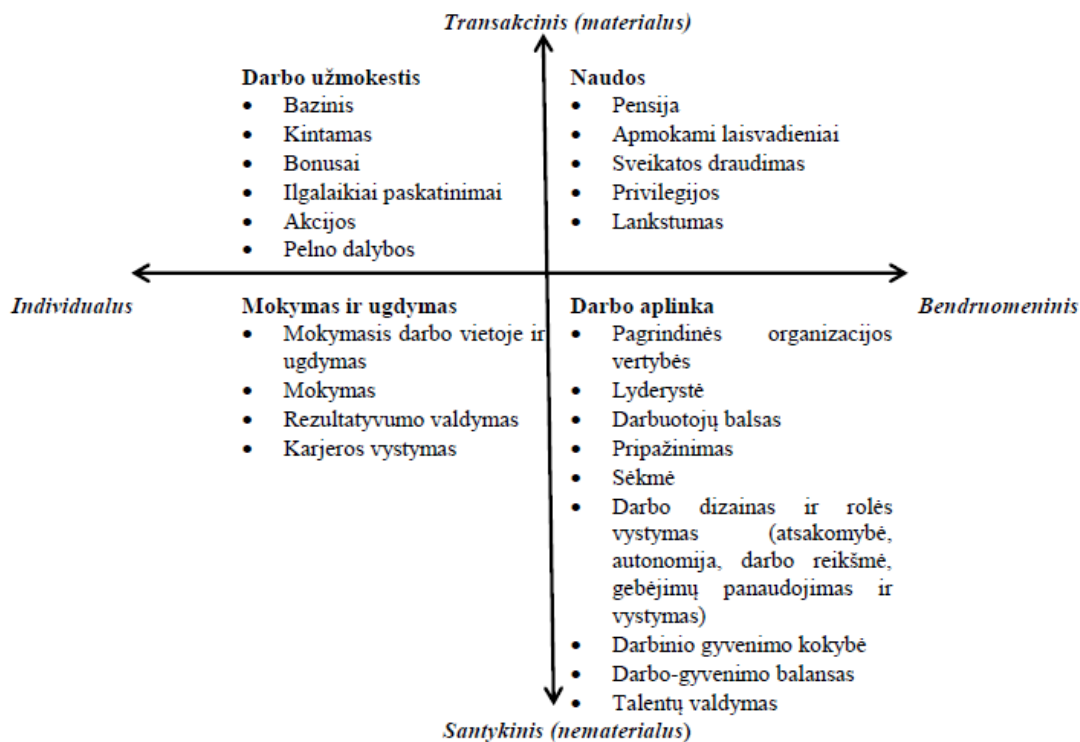 Transakcinis (materialus)
Darbo užmokestis
• Bazinis
• Kintamas
• Bonusai
• Ilgalaikiai paskatinimai
• Akcijos
• Pelno dalybos
Naudos
• Pensija
• Apmokami laisvadieniai
• Sveikatos draudimas
• Privilegijos
• Lankstumas
Individualus
Bendruomeninis
Mokymas ir ugdymas
• Mokymasis darbo vietoje ir
ugdymas
• Mokymas
• Rezultatyvumo valdymas
• Karjeros vystymas
Darbo aplinka
• Pagrindinės organizacijos
vertybės
• Lyderystė
• Darbuotojų balsas
• Pripažinimas
• Sėkmė
• Darbo dizainas ir rolės
vystymas (atsakomybė,
autonomija, darbo reikšmė,
gebėjimų panaudojimas ir
vystymas)
• Darbinio gyvenimo kokybė
• Darbo-gyvenimo balansas
• Talentų valdymas
Santykinis (nematerialus)